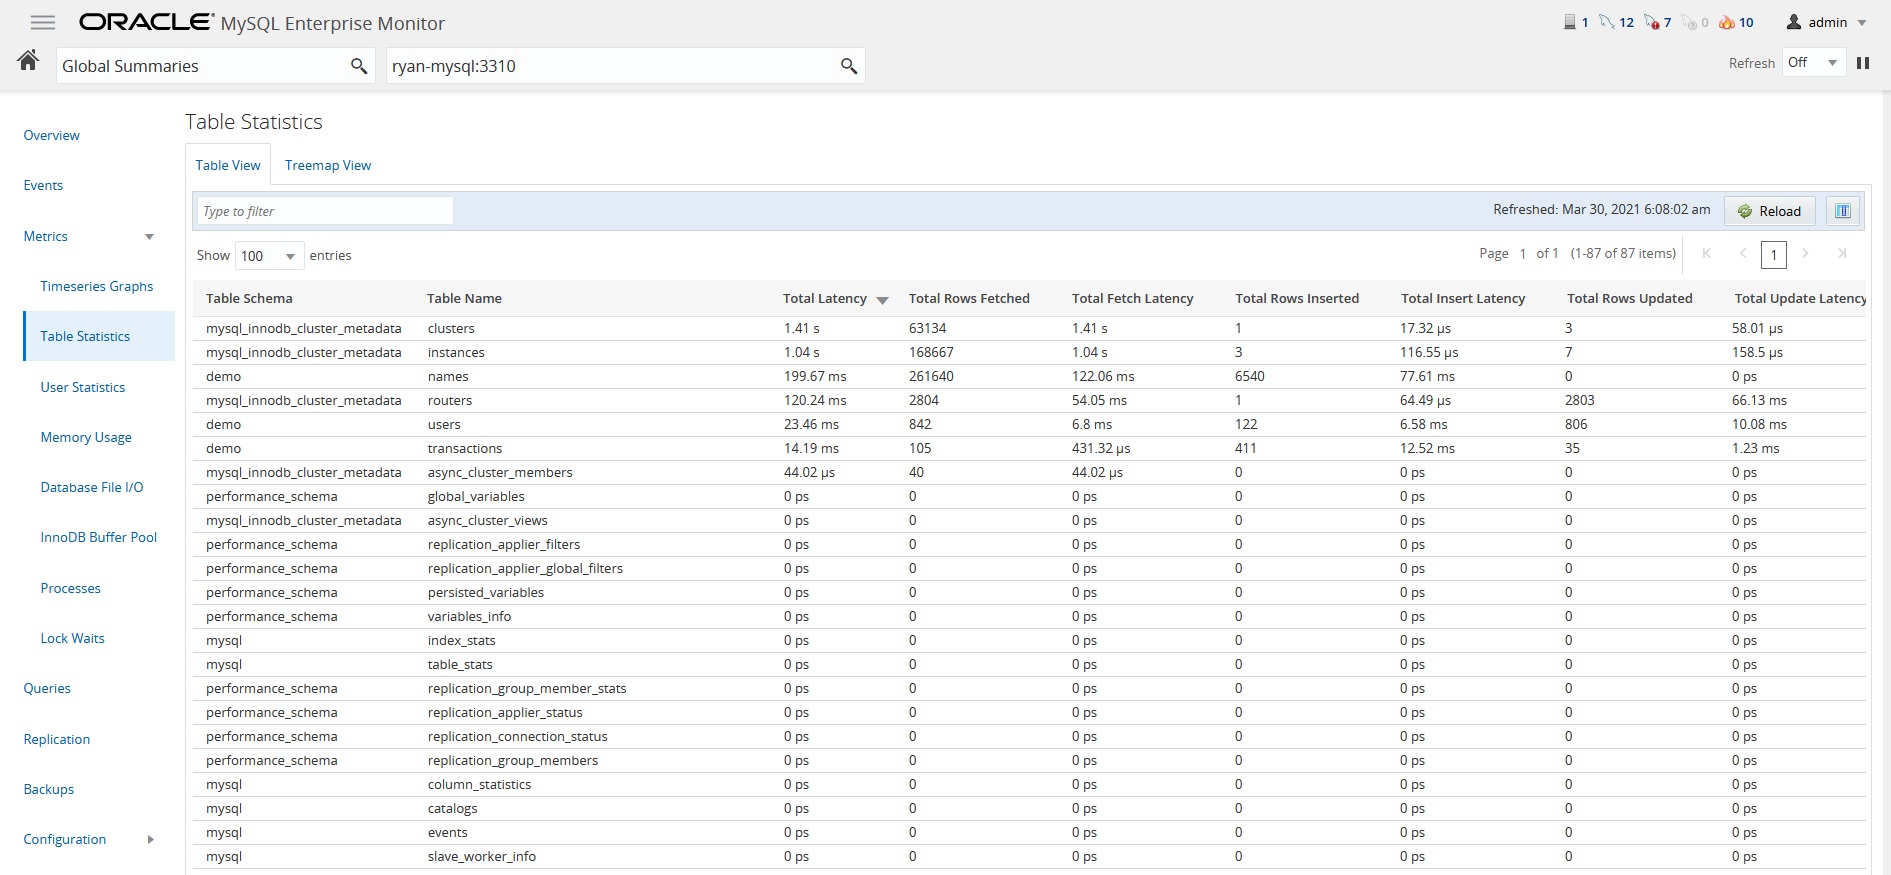 ORACLE® MySQL Enterprise Monitor 1 12 7 0 10 admin
Global Summaries ryan-mysql:3310 Refresh Off
Overview
Events
Metrics
Timeseries Graphs
Table Statistics
User Statistics
Memory Usage
Database File I/O
InnoDB Buffer Pool
Processes
Lock Waits
Queries
Replication
Backups
Configuration
Table Statistics
Table View Treemap View
Type to filter Refreshed: Mar 30, 2021 6:08:02 am Reload
Show 100 entries Page 1 of 1 (1-87 of 87 items) 1
Table Schema Table Name Total Latency Total Rows Fetched Total Fetch Latency Total Rows Inserted Total Insert Latency Total Rows Updated Total Update Latency
mysql_innodb_cluster_metadata clusters 1.41 s 63134 1.41 s 1 17.32 µs 3 58.01 µs
mysql_innodb_cluster_metadata instances 1.04 s 168667 1.04 s 3 116.55 µs 7 158.5 µs
demo names 199.67 ms 261640 122.06 ms 6540 77.61 ms 0 0 ps
mysql_innodb_cluster_metadata routers 120.24 ms 2804 54.05 ms 1 64.49 µs 2803 66.13 ms
demo users 23.46 ms 842 6.8 ms 122 6.58 ms 806 10.08 ms
demo transactions 14.19 ms 105 431.32 µs 411 12.52 ms 35 1.23 ms
mysql_innodb_cluster_metadata async_cluster_members 44.02 µs 40 44.02 µs 0 0 ps 0 0 ps
performance_schema global_variables 0 ps 0 0 ps 0 0 ps 0 0 ps
mysql_innodb_cluster_metadata async_cluster_views 0 ps 0 0 ps 0 0 ps 0 0 ps
performance_schema replication_applier_filters 0 ps 0 0 ps 0 0 ps 0 0 ps
performance_schema replication_applier_global_filters 0 ps 0 0 ps 0 0 ps 0 0 ps
performance_schema persisted_variables 0 ps 0 0 ps 0 0 ps 0 0 ps
performance_schema variables_info 0 ps 0 0 ps 0 0 ps 0 0 ps
mysql index_stats 0 ps 0 0 ps 0 0 ps 0 0 ps
mysql table_stats 0 ps 0 0 ps 0 0 ps 0 0 ps
performance_schema replication_group_member_stats 0 ps 0 0 ps 0 0 ps 0 0 ps
performance_schema replication_applier_status 0 ps 0 0 ps 0 0 ps 0 0 ps
performance_schema replication_connection_status 0 ps 0 0 ps 0 0 ps 0 0 ps
performance_schema replication_group_members 0 ps 0 0 ps 0 0 ps 0 0 ps
mysql column_statistics 0 ps 0 0 ps 0 0 ps 0 0 ps
mysql catalogs 0 ps 0 0 ps 0 0 ps 0 0 ps
mysql events 0 ps 0 0 ps 0 0 ps 0 0 ps
mysql slave_worker_info 0 ps 0 0 ps 0 0 ps 0 0 ps